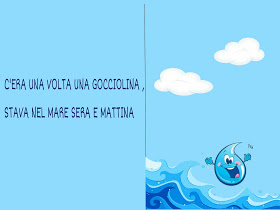 C'ERA UNA VOLTA UNA GOCCIOLINA ,
STAVA NEL MARE SERA E MATTINA